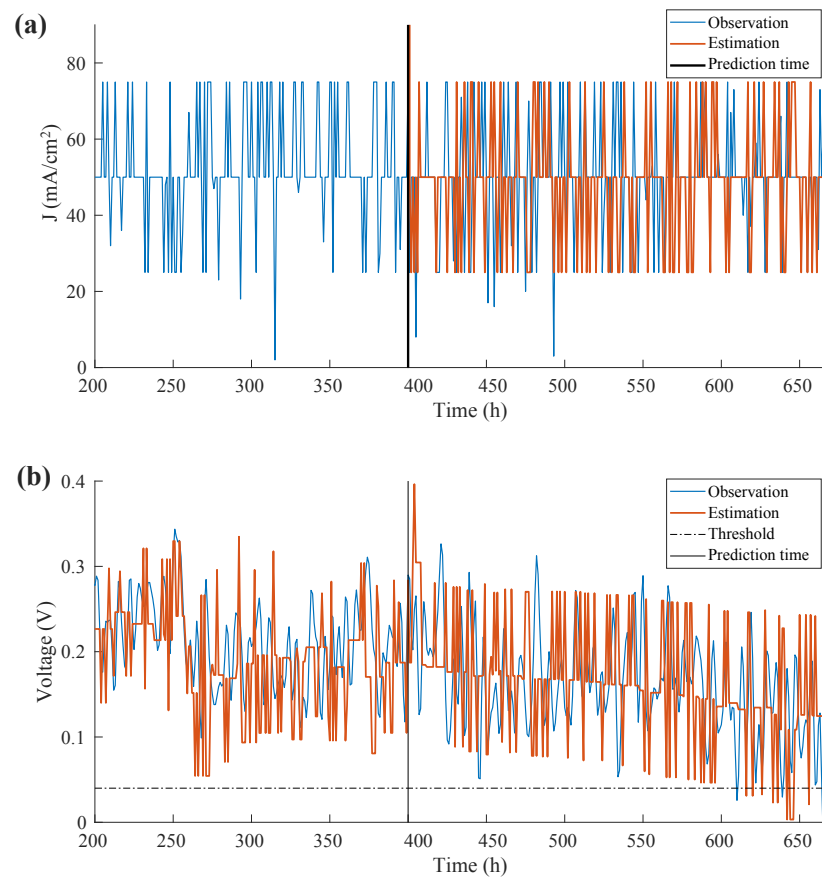 (a)
Observation
Estimation
Prediction time
J (mA/cm²)
80
60
40
20
0
200 250 300 350 400 450 500 550 600 650
Time (h)
(b)
Observation
Estimation
Threshold
Prediction time
Voltage (V)
0.4
0.3
0.2
0.1
0
200 250 300 350 400 450 500 550 600 650
Time (h)